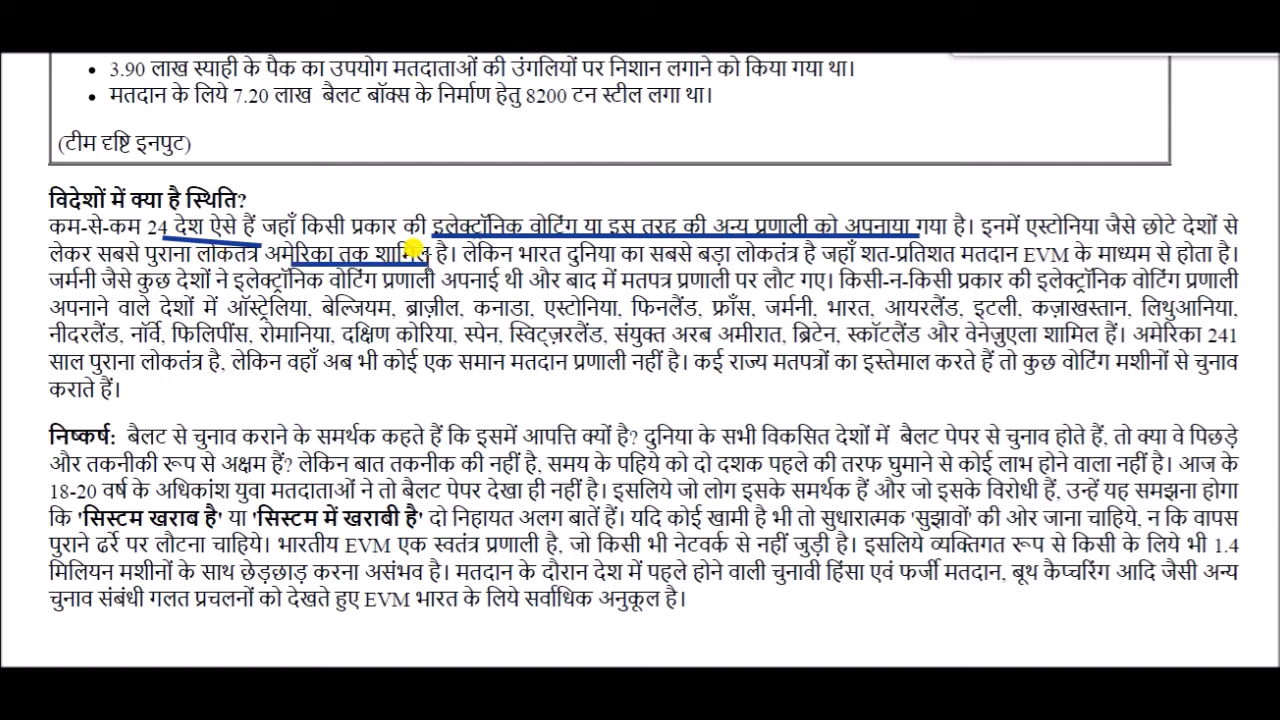 • 3.90 लाख स्याही के पैक का उपयोग मतदाताओं की उंगलियों पर निशान लगाने को किया गया था।
• मतदान के लिये 7.20 लाख बैलट बॉक्स के निर्माण हेतु 8200 टन स्टील लगा था।
(टीम दृष्टि इनपुट)
विदेशों में क्या है स्थिति?
कम-से-कम 24 देश ऐसे हैं जहाँ किसी प्रकार की इलेक्ट्रॉनिक वोटिंग या इस तरह की अन्य प्रणाली को अपनाया गया है। इनमें एस्टोनिया जैसे छोटे देशों से
लेकर सबसे पुराना लोकतंत्र अमेरिका तक शामिल है। लेकिन भारत दुनिया का सबसे बड़ा लोकतंत्र है जहाँ शत-प्रतिशत मतदान EVM के माध्यम से होता है।
जर्मनी जैसे कुछ देशों ने इलेक्ट्रॉनिक वोटिंग प्रणाली अपनाई थी और बाद में मतपत्र प्रणाली पर लौट गए। किसी-न-किसी प्रकार की इलेक्ट्रॉनिक वोटिंग प्रणाली
अपनाने वाले देशों में ऑस्ट्रेलिया, बेल्जियम, ब्राज़ील, कनाडा, एस्टोनिया, फिनलैंड, फ्राँस, जर्मनी, भारत, आयरलैंड, इटली, कज़ाखस्तान, लिथुआनिया,
नीदरलैंड, नॉर्वे, फिलिपींस, रोमानिया, दक्षिण कोरिया, स्पेन, स्विट्ज़रलैंड, संयुक्त अरब अमीरात, ब्रिटेन, स्कॉटलैंड और वेनेज़ुएला शामिल हैं। अमेरिका 241
साल पुराना लोकतंत्र है, लेकिन वहाँ अब भी कोई एक समान मतदान प्रणाली नहीं है। कई राज्य मतपत्रों का इस्तेमाल करते हैं तो कुछ वोटिंग मशीनों से चुनाव
कराते हैं।
निष्कर्ष: बैलट से चुनाव कराने के समर्थक कहते हैं कि इसमें आपत्ति क्यों है? दुनिया के सभी विकसित देशों में बैलट पेपर से चुनाव होते हैं, तो क्या वे पिछड़े
और तकनीकी रूप से अक्षम हैं? लेकिन बात तकनीक की नहीं है, समय के पहिये को दो दशक पहले की तरफ घुमाने से कोई लाभ होने वाला नहीं है। आज के
18-20 वर्ष के अधिकांश युवा मतदाताओं ने तो बैलट पेपर देखा ही नहीं है। इसलिये जो लोग इसके समर्थक हैं और जो इसके विरोधी हैं, उन्हें यह समझना होगा
कि 'सिस्टम खराब है' या 'सिस्टम में खराबी है' दो निहायत अलग बातें हैं। यदि कोई खामी है भी तो सुधारात्मक 'सुझावों' की ओर जाना चाहिये, न कि वापस
पुराने ढर्रे पर लौटना चाहिये। भारतीय EVM एक स्वतंत्र प्रणाली है, जो किसी भी नेटवर्क से नहीं जुड़ी है। इसलिये व्यक्तिगत रूप से किसी के लिये भी 1.4
मिलियन मशीनों के साथ छेड़छाड़ करना असंभव है। मतदान के दौरान देश में पहले होने वाली चुनावी हिंसा एवं फर्जी मतदान, बूथ कैप्चरिंग आदि जैसी अन्य
चुनाव संबंधी गलत प्रचलनों को देखते हुए EVM भारत के लिये सर्वाधिक अनुकूल है।